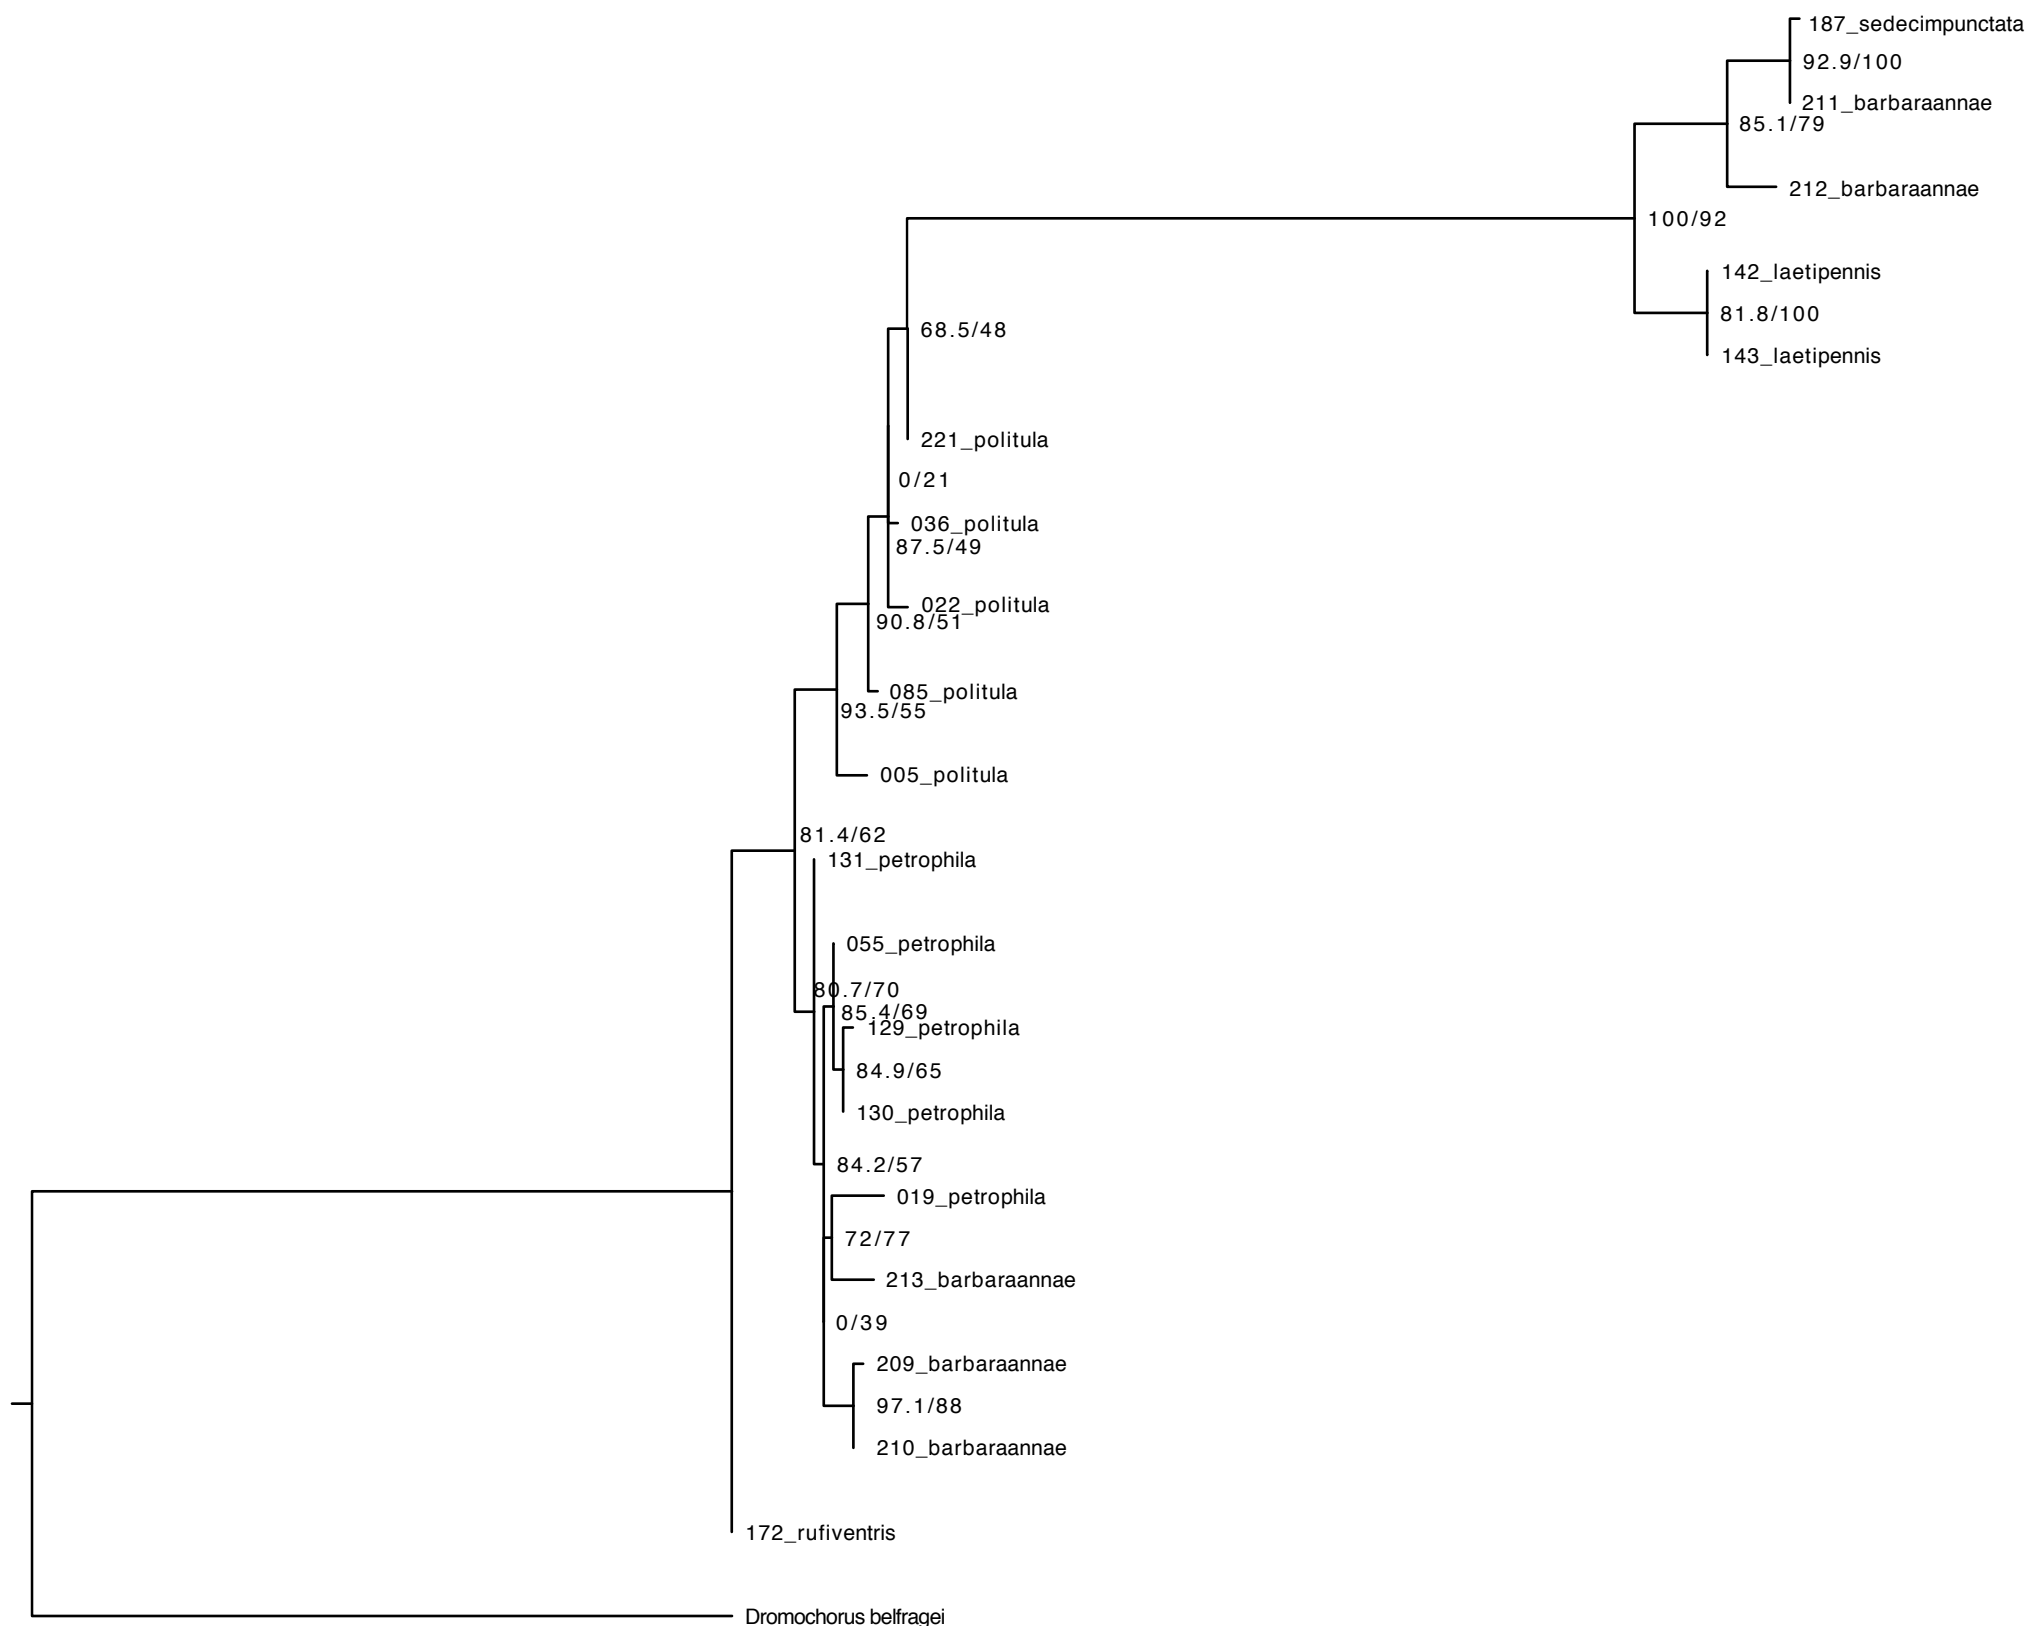 187_sedecimpunctata
92.9/100
211_barbaraannae
85.1/79
212_barbaraannae
100/92
142_laetipennis
81.8/100
143_laetipennis
68.5/48
221_politula
0/21
036_politula
87.5/49
022_politula
90.8/51
085_politula
93.5/55
005_politula
81.4/62
131_petrophila
055_petrophila
80.7/70
85.4/69
129_petrophila
84.9/65
130_petrophila
84.2/57
019_petrophila
72/77
213_barbaraannae
0/39
209_barbaraannae
97.1/88
210_barbaraannae
172_rufiventris
Dromochorus belfragei